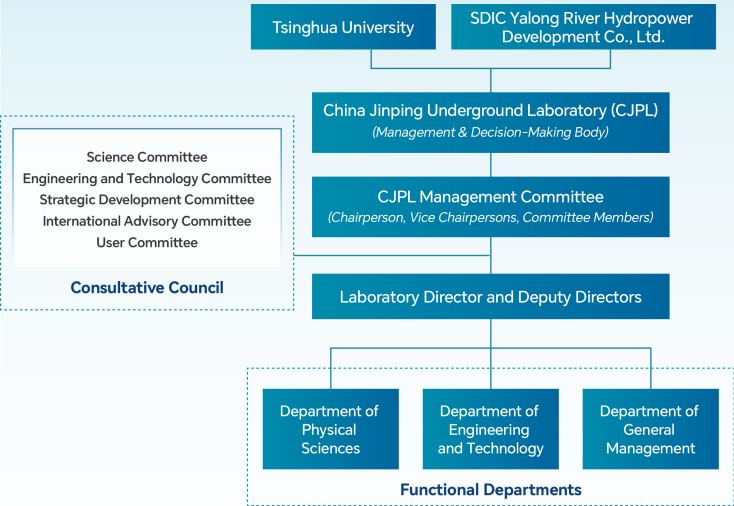 Tsinghua University
SDIC Yalong River Hydropower
Development Co., Ltd.
China Jinping Underground Laboratory (CJPL)
(Management & Decision-Making Body)
Science Committee
Engineering and Technology Committee
Strategic Development Committee
International Advisory Committee
User Committee
Consultative Council
CJPL Management Committee
(Chairperson, Vice Chairpersons, Committee Members)
Laboratory Director and Deputy Directors
Department of
Physical
Sciences
Department of
Engineering
and Technology
Department of
General
Management
Functional Departments